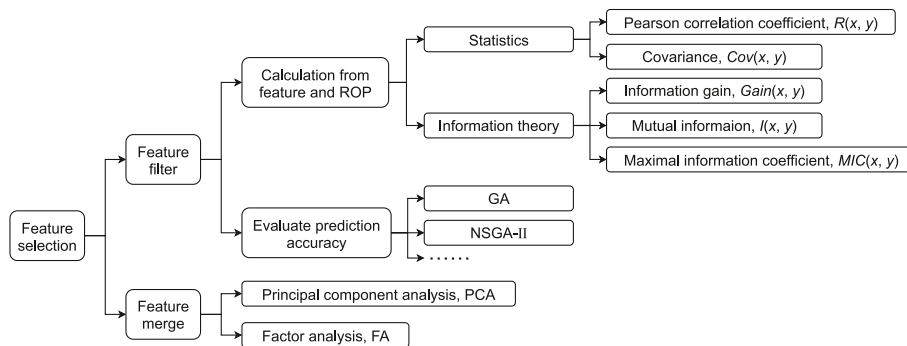 Feature
selection
Feature
filter
Calculation from
feature and ROP
Statistics
Pearson correlation coefficient, R(x, y)
Covariance, Cov(x, y)
Information theory
Information gain, Gain(x, y)
Mutual informaion, I(x, y)
Maximal information coefficient, MIC(x, y)
Evaluate prediction
accuracy
GA
NSGA-II
······
Feature
merge
Principal component analysis, PCA
Factor analysis, FA